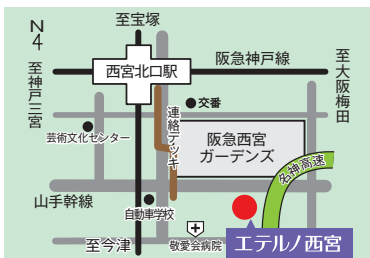 至宝塚
N
4
西宮北口駅
阪急神戸線
至神戸三宮
至大阪梅田
交番
連絡デッキ
芸術文化センター
阪急西宮
ガーデンズ
名神高速
山手幹線
自動車学校
至今津
敬愛会病院
エテルノ西宮